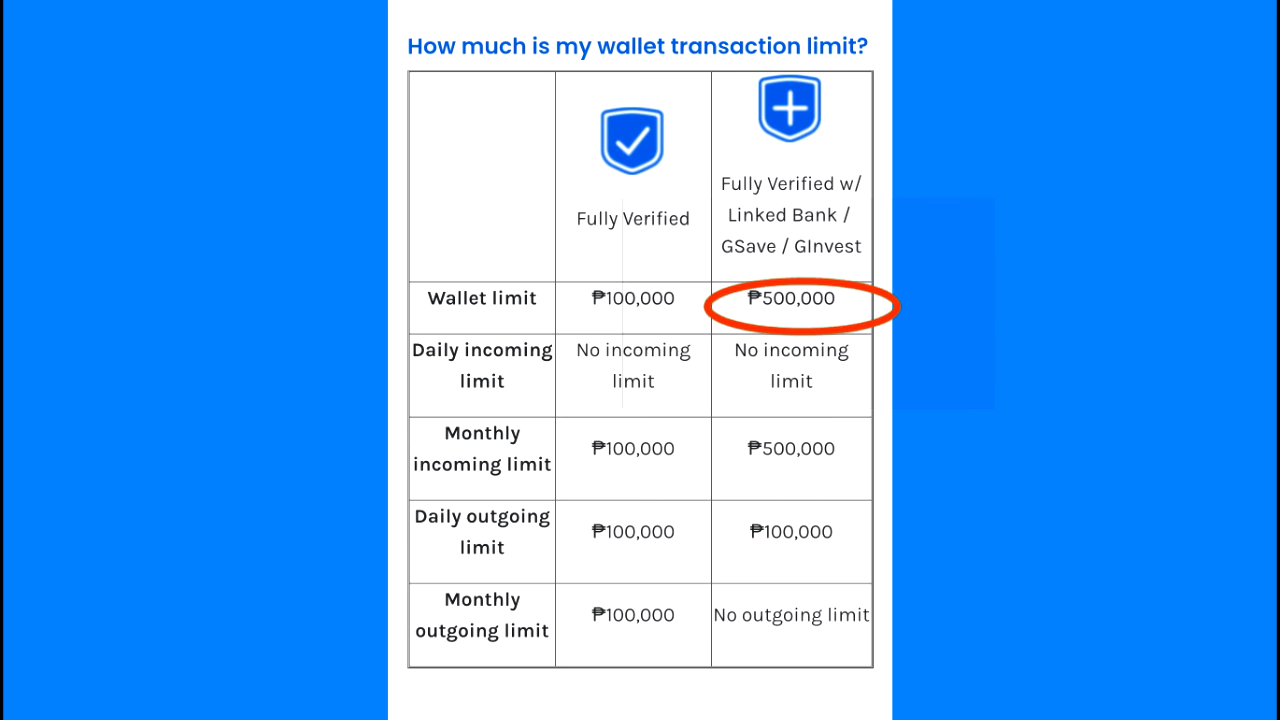 How much is my wallet transaction limit?
Fully Verified
Fully Verified w/
Linked Bank /
GSave / GInvest
Wallet limit
₱100,000
₱500,000
Daily incoming
limit
No incoming
limit
No incoming
limit
Monthly
incoming limit
₱100,000
₱500,000
Daily outgoing
limit
₱100,000
₱100,000
Monthly
outgoing limit
₱100,000
No outgoing limit